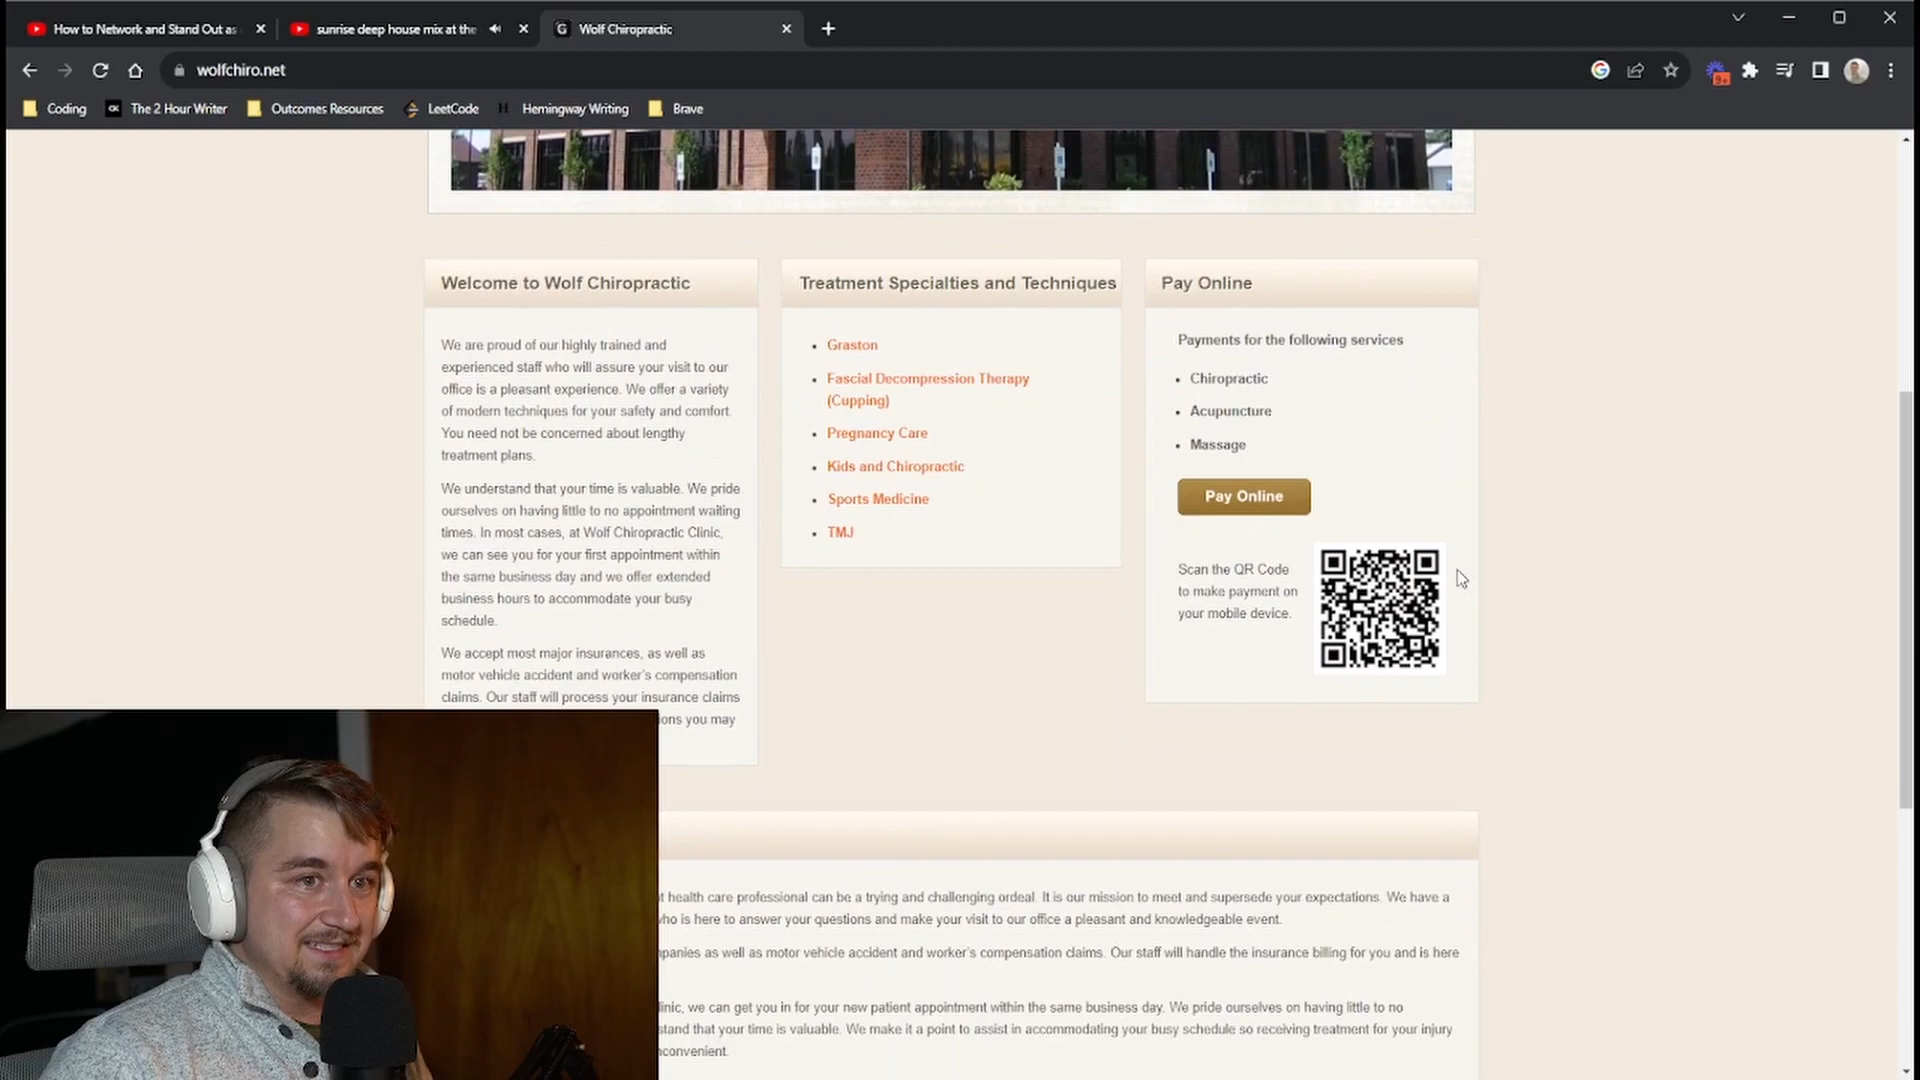 How to Network and Stand Out as
sunrise deep house mix at the
Wolf Chiropractic
wolfchiro.net
9+
Coding
The 2 Hour Writer
Outcomes Resources
LeetCode
Hemingway Writing
Brave
Welcome to Wolf Chiropractic
We are proud of our highly trained and
experienced staff who will assure your visit to our
office is a pleasant experience. We offer a variety
of modern techniques for your safety and comfort.
You need not be concerned about lengthy
treatment plans.
We understand that your time is valuable. We pride
ourselves on having little to no appointment waiting
times. In most cases, at Wolf Chiropractic Clinic,
we can see you for your first appointment within
the same business day and we offer extended
business hours to accommodate your busy
schedule.
We accept most major insurances, as well as
motor vehicle accident and worker's compensation
claims. Our staff will process your insurance claims
ions you may
Treatment Specialties and Techniques
Graston
Fascial Decompression Therapy
(Cupping)
Pregnancy Care
Kids and Chiropractic
Sports Medicine
TMJ
Pay Online
Payments for the following services
Chiropractic
Acupuncture
Massage
Pay Online
Scan the QR Code
to make payment on
your mobile device.
t health care professional can be a trying and challenging ordeal. It is our mission to meet and supersede your expectations. We have a
who is here to answer your questions and make your visit to our office a pleasant and knowledgeable event.
mpanies as well as motor vehicle accident and worker's compensation claims. Our staff will handle the insurance billing for you and is here
linic, we can get you in for your new patient appointment within the same business day. We pride ourselves on having little to no
stand that your time is valuable. We make it a point to assist in accommodating your busy schedule so receiving treatment for your injury
nconvenient.